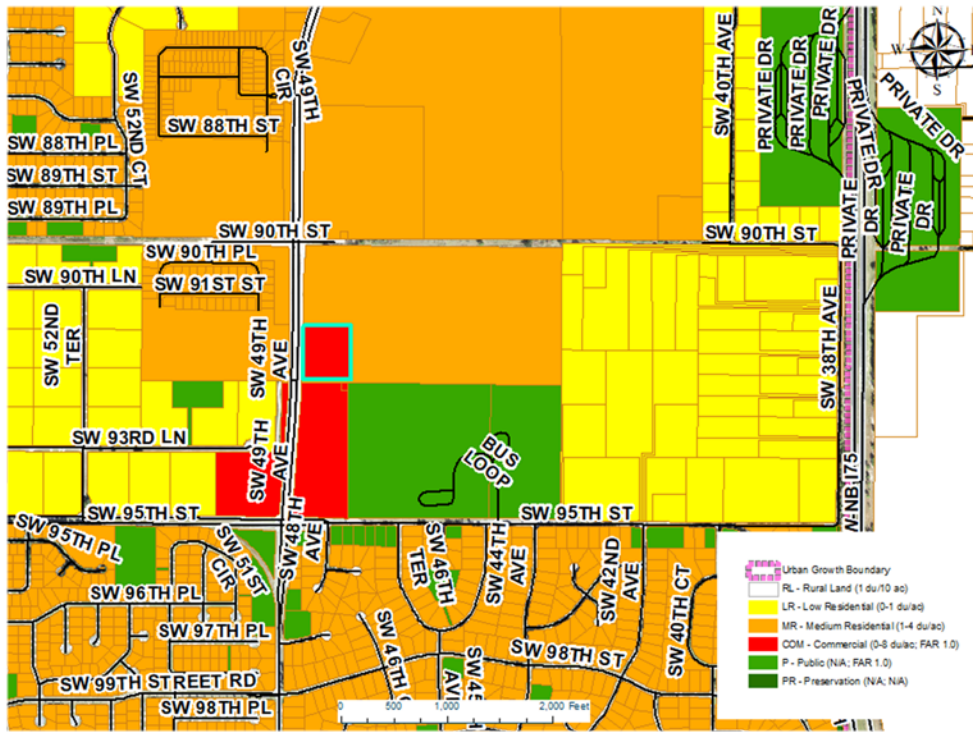 N
W
E
S
SW 49TH
CIR
SW 88TH ST
SW 52ND CT
SW 88TH PL
SW 89TH ST
SW 89TH PL
SW 40TH AVE
PRIVATE DR
PRIVATE DR
PRIVATE DR
PRIVATE DR
PRIVATE DR
PRIVATE
DR
PRIVATE
DR
SW 90TH ST
SW 90TH ST
SW 90TH PL
SW 91ST ST
SW 90TH LN
SW 52ND
TER
SW 49TH
AVE
SW 38TH AVE
SW 93RD LN
SW 49TH
AVE
BUS
LOOP
NB I75
SW 95TH ST
SW 95TH ST
SW 48TH
AVE
SW 95TH PL
SW 51ST
CIR
SW 96TH PL
SW 97TH PL
SW 46TH
TER
SW 44TH
AVE
SW 42ND
AVE
SW 40TH CT
SW 98TH ST
SW 99TH STREET RD
SW 98TH PL
SW 46TH
SW 45
0 500 1,000 2,000 Feet
Urban Growth Boundary
RL - Rural Land (1 du/10 ac)
LR - Low Residential (0-1 du/ac)
MR - Medium Residential (1-4 du/ac)
COM - Commercial (0-8 du/ac; FAR 1.0)
P - Public (N/A; FAR 1.0)
PR - Preservation (N/A; N/A)